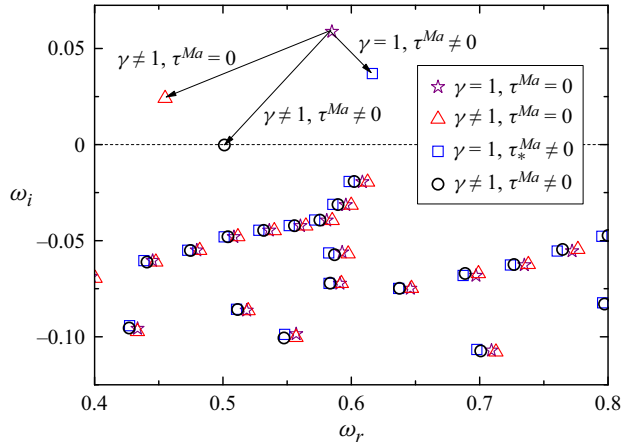 0.05
γ = 1, τ^Ma ≠ 0
γ ≠ 1, τ^Ma = 0
γ = 1, τ^Ma = 0
γ ≠ 1, τ^Ma = 0
γ ≠ 1, τ^Ma ≠ 0
γ = 1, τ_*^Ma ≠ 0
γ ≠ 1, τ^Ma ≠ 0
0
ω_i
−0.05
−0.10
0.4 0.5 0.6 0.7 0.8
ω_r